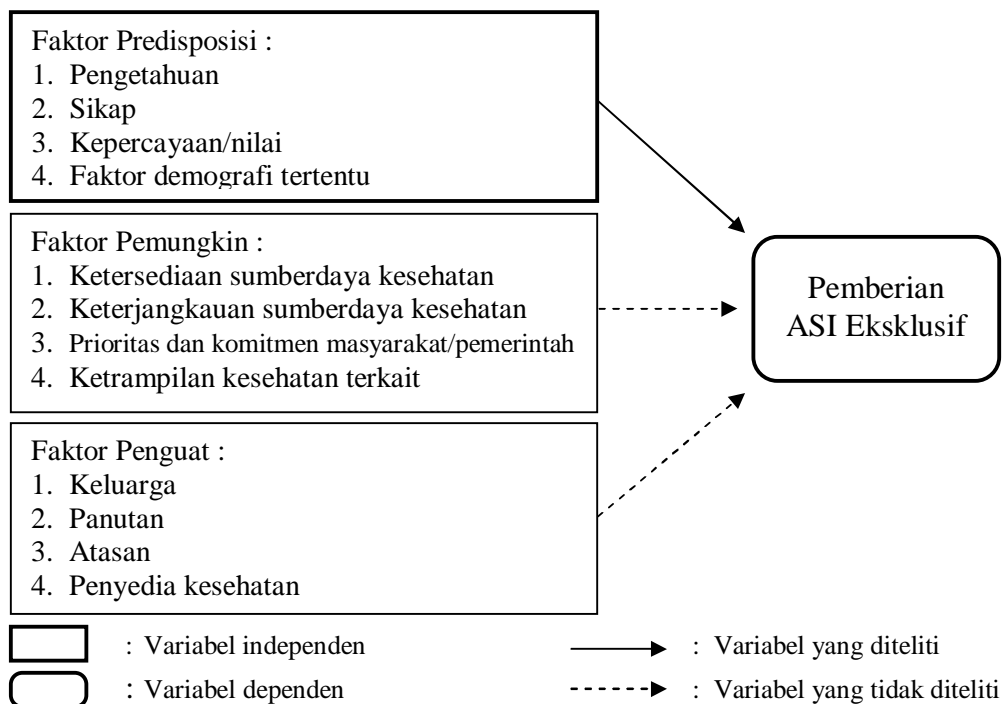 Faktor Predisposisi :
1. Pengetahuan
2. Sikap
3. Kepercayaan/nilai
4. Faktor demografi tertentu
Faktor Pemungkin :
1. Ketersediaan sumberdaya kesehatan
2. Keterjangkauan sumberdaya kesehatan
3. Prioritas dan komitmen masyarakat/pemerintah
4. Ketrampilan kesehatan terkait
Faktor Penguat :
1. Keluarga
2. Panutan
3. Atasan
4. Penyedia kesehatan
Pemberian
ASI Eksklusif
: Variabel independen
: Variabel yang diteliti
: Variabel dependen
: Variabel yang tidak diteliti